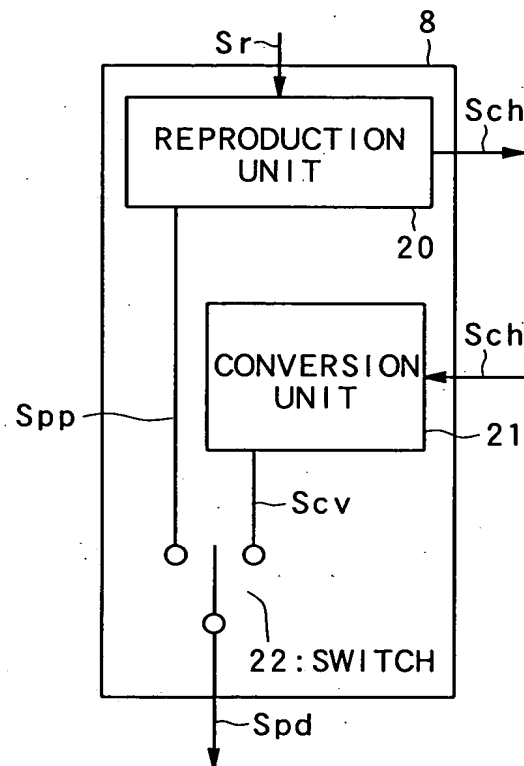 8
Sr
Sch
REPRODUCTION
UNIT
20
Sch
CONVERSION
UNIT
21
Spp
Scv
22:SWITCH
Spd